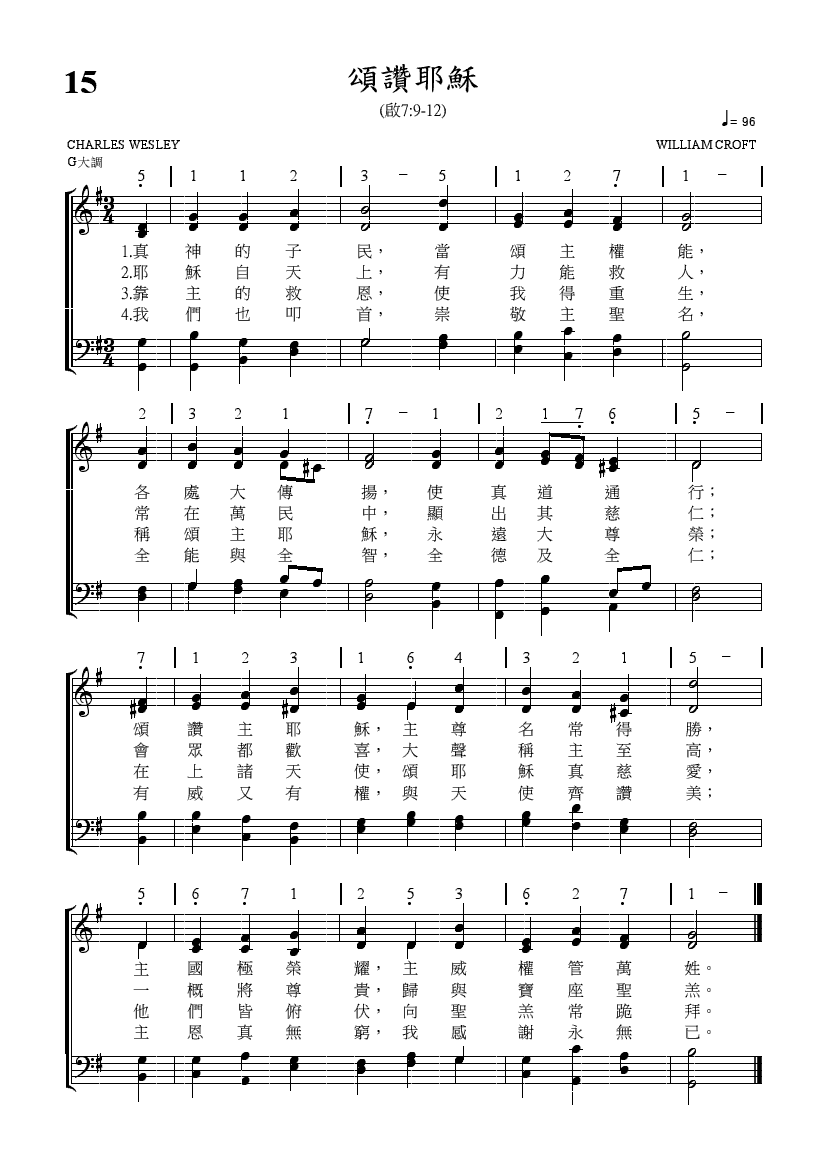 15
頌讚耶穌
(啟7:9-12)
♩= 96
CHARLES WESLEY
WILLIAM CROFT
G大調
5̣ | 1 1 2 | 3 – 5 | 1 2 7̣ | 1 – |
3/4
1.真 神 的 子 民， 當 頌 主 權 能，
2.耶 穌 自 天 上， 有 力 能 救 人，
3.靠 主 的 救 恩， 使 我 得 重 生，
4.我 們 也 叩 首， 崇 敬 主 聖 名，
3/4
2 | 3 2 1 | 7̣ – 1 | 2 1 7̣ 6̣ | 5̣ – |
各 處 大 傳 揚， 使 真 道 通 行；
常 在 萬 民 中， 顯 出 其 慈 仁；
稱 頌 主 耶 穌， 永 遠 大 尊 榮；
全 能 與 全 智， 全 德 及 全 仁；
7̣ | 1 2 3 | 1 6̣ 4 | 3 2 1 | 5 – |
頌 讚 主 耶 穌， 主 尊 名 常 得 勝，
會 眾 都 歡 喜， 大 聲 稱 主 至 高，
在 上 諸 天 使， 頌 耶 穌 真 慈 愛，
有 威 又 有 權， 與 天 使 齊 讚 美；
5̣ | 6̣ 7̣ 1 | 2 5̣ 3 | 6̣ 2 7̣ | 1 –
主 國 極 榮 耀， 主 威 權 管 萬 姓。
一 概 將 尊 貴， 歸 與 寶 座 聖 羔。
他 們 皆 俯 伏， 向 聖 羔 常 跪 拜。
主 恩 真 無 窮， 我 感 謝 永 無 已。